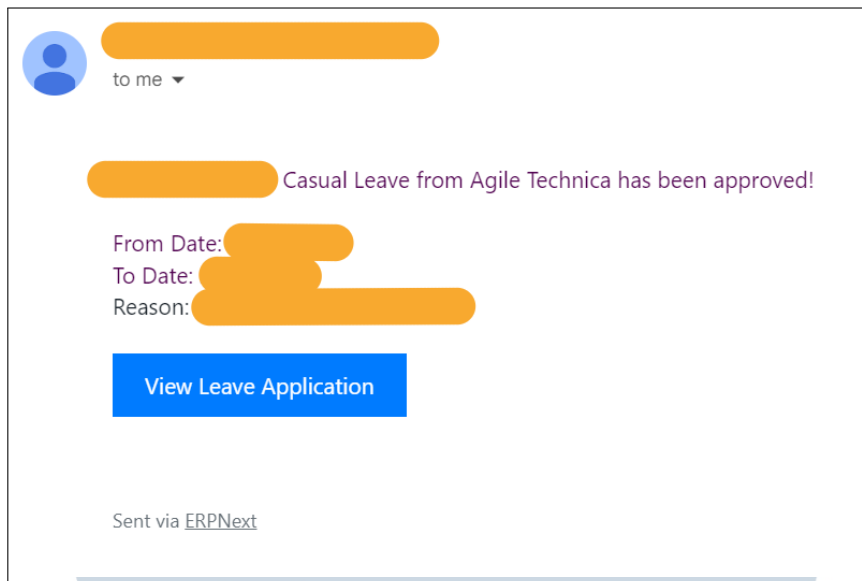 to me
Casual Leave from Agile Technica has been approved!
From Date:
To Date:
Reason:
View Leave Application
Sent via ERPNext